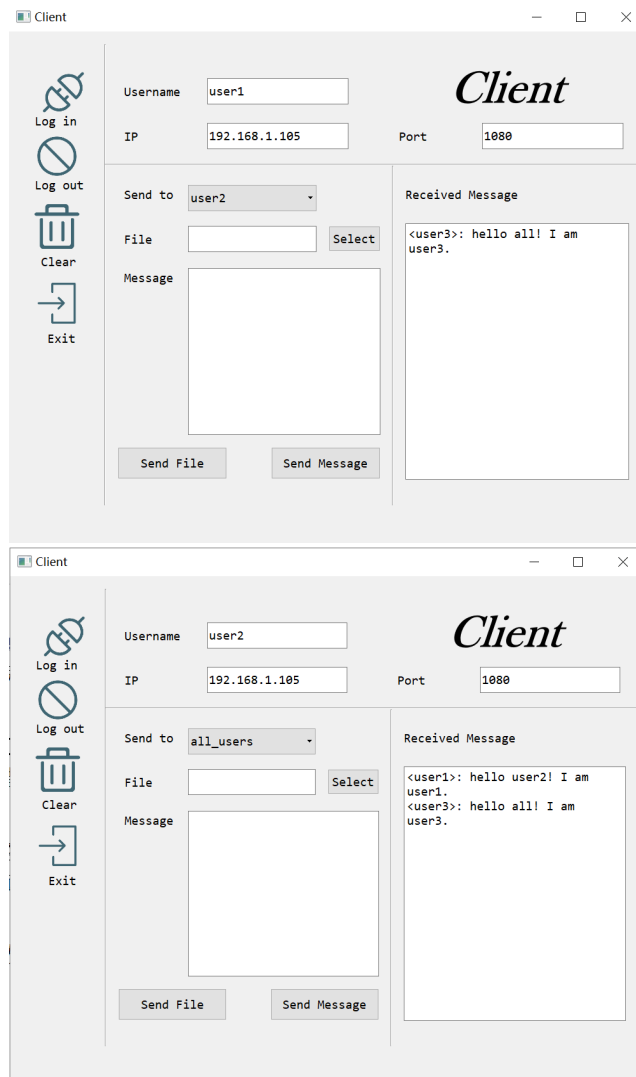 Client
Log in
Log out
Clear
Exit
Username
user1
Client
IP
192.168.1.105
Port
1080
Send to
user2
File
Select
Message
Send File
Send Message
Received Message
<user3>: hello all! I am
user3.
Client
Log in
Log out
Clear
Exit
Username
user2
Client
IP
192.168.1.105
Port
1080
Send to
all_users
File
Select
Message
Send File
Send Message
Received Message
<user1>: hello user2! I am
user1.
<user3>: hello all! I am
user3.